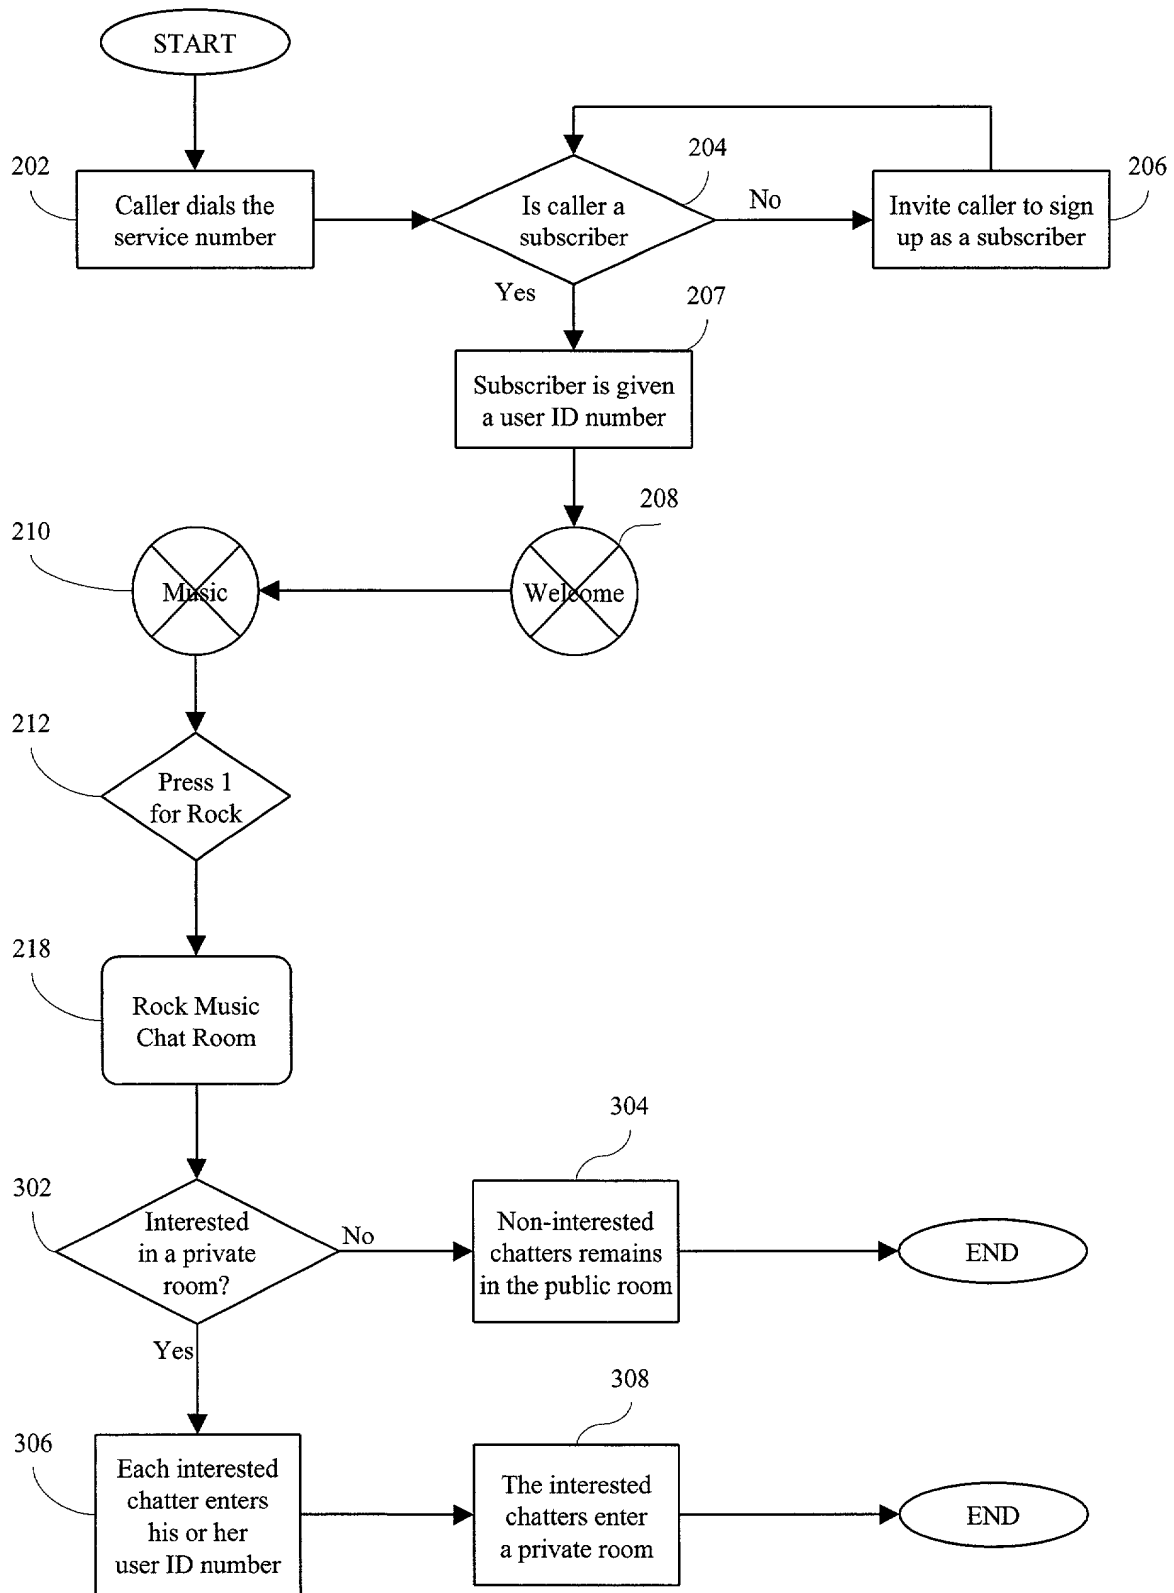 START
202
Caller dials the
service number
204
Is caller a
subscriber
No
206
Invite caller to sign
up as a subscriber
Yes
207
Subscriber is given
a user ID number
208
Welcome
210
Music
212
Press 1
for Rock
218
Rock Music
Chat Room
302
Interested
in a private
room?
No
304
Non-interested
chatters remains
in the public room
END
Yes
306
Each interested
chatter enters
his or her
user ID number
308
The interested
chatters enter
a private room
END